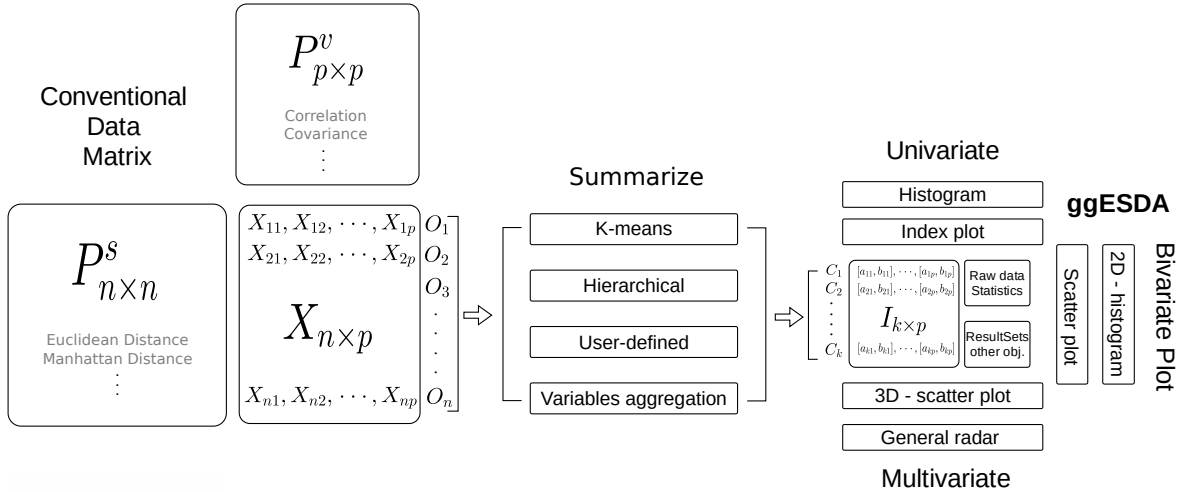 Conventional
Data
Matrix
P^v_{p×p}
Correlation
Covariance
⋮
P^s_{n×n}
Euclidean Distance
Manhattan Distance
⋮
X_{11}, X_{12}, ···, X_{1p} O_1
X_{21}, X_{22}, ···, X_{2p} O_2
O_3
X_{n×p}
⋮
X_{n1}, X_{n2}, ···, X_{np} O_n
Summarize
K-means
Hierarchical
User-defined
Variables aggregation
Univariate
Histogram
Index plot
C_1 [a_{11}, b_{11}], ···, [a_{1p}, b_{1p}]
C_2 [a_{21}, b_{21}], ···, [a_{2p}, b_{2p}]
⋮
I_{k×p}
C_k [a_{k1}, b_{k1}], ···, [a_{kp}, b_{kp}]
Raw data
Statistics
ResultSets
other obj.
3D - scatter plot
General radar
Multivariate
ggESDA
Scatter plot
2D - histogram
Bivariate Plot